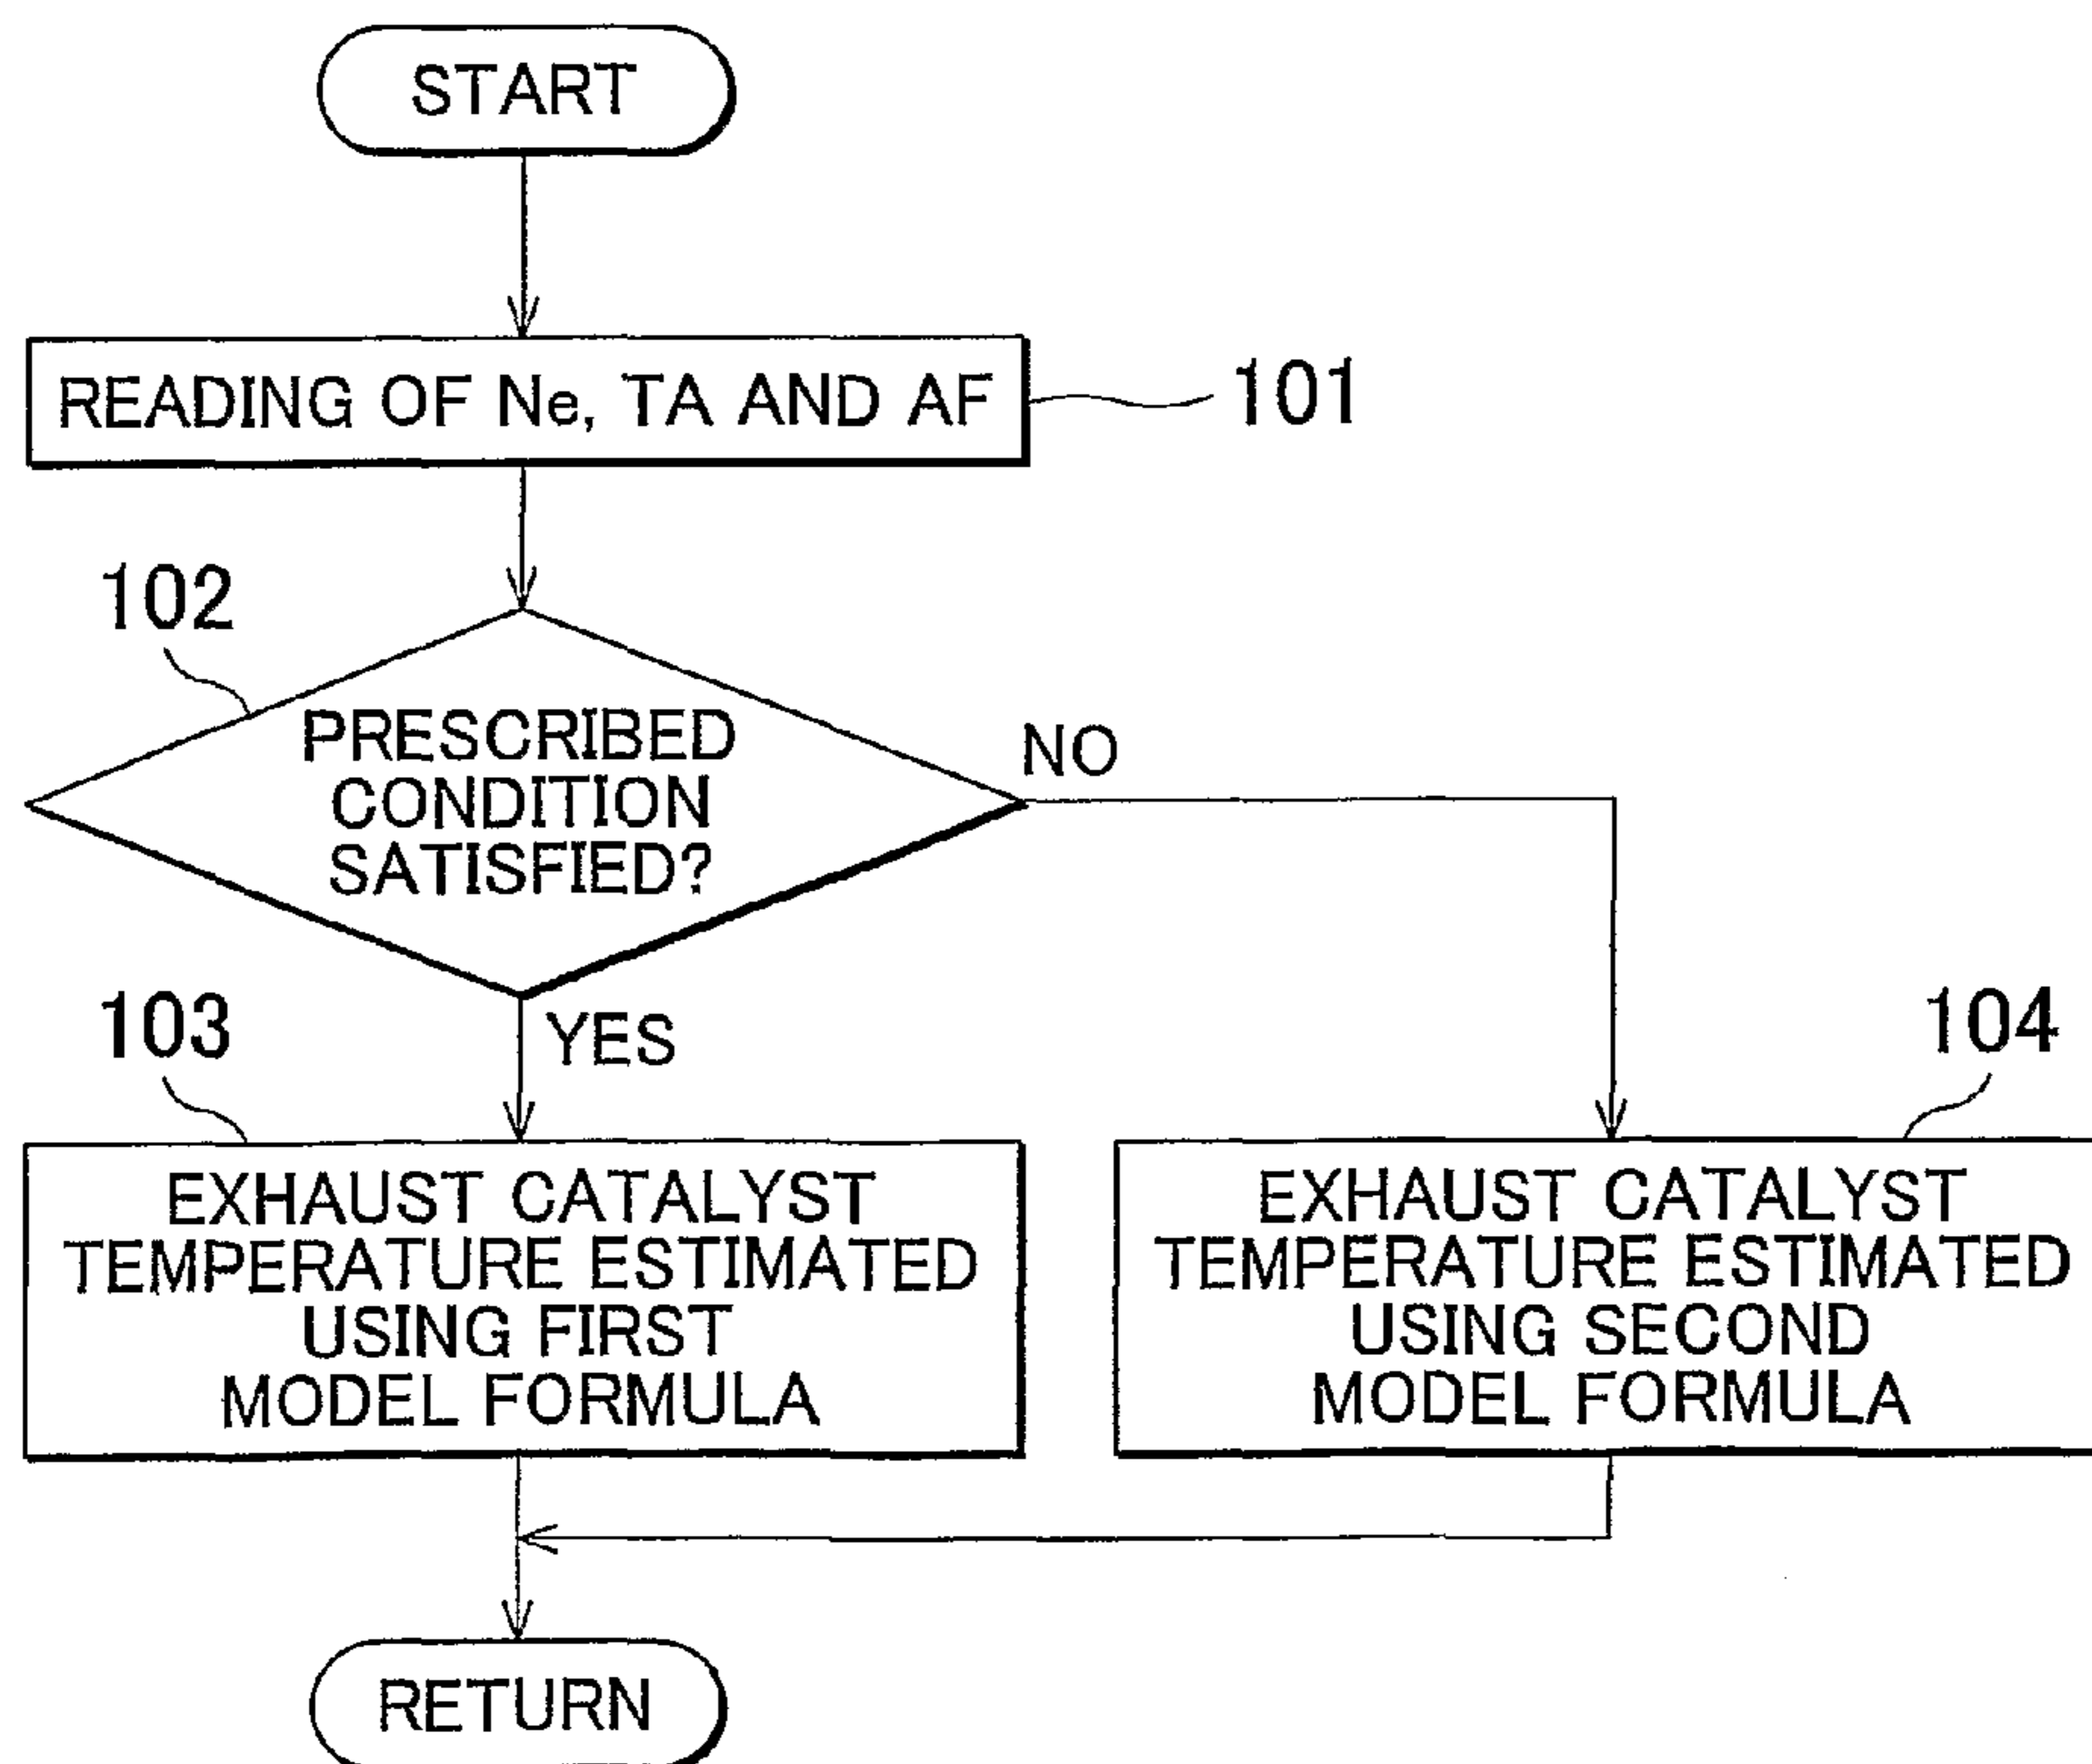 START
READING OF Ne, TA AND AF
101
102
PRESCRIBED
CONDITION
SATISFIED?
NO
YES
103
EXHAUST CATALYST
TEMPERATURE ESTIMATED
USING FIRST
MODEL FORMULA
104
EXHAUST CATALYST
TEMPERATURE ESTIMATED
USING SECOND
MODEL FORMULA
RETURN